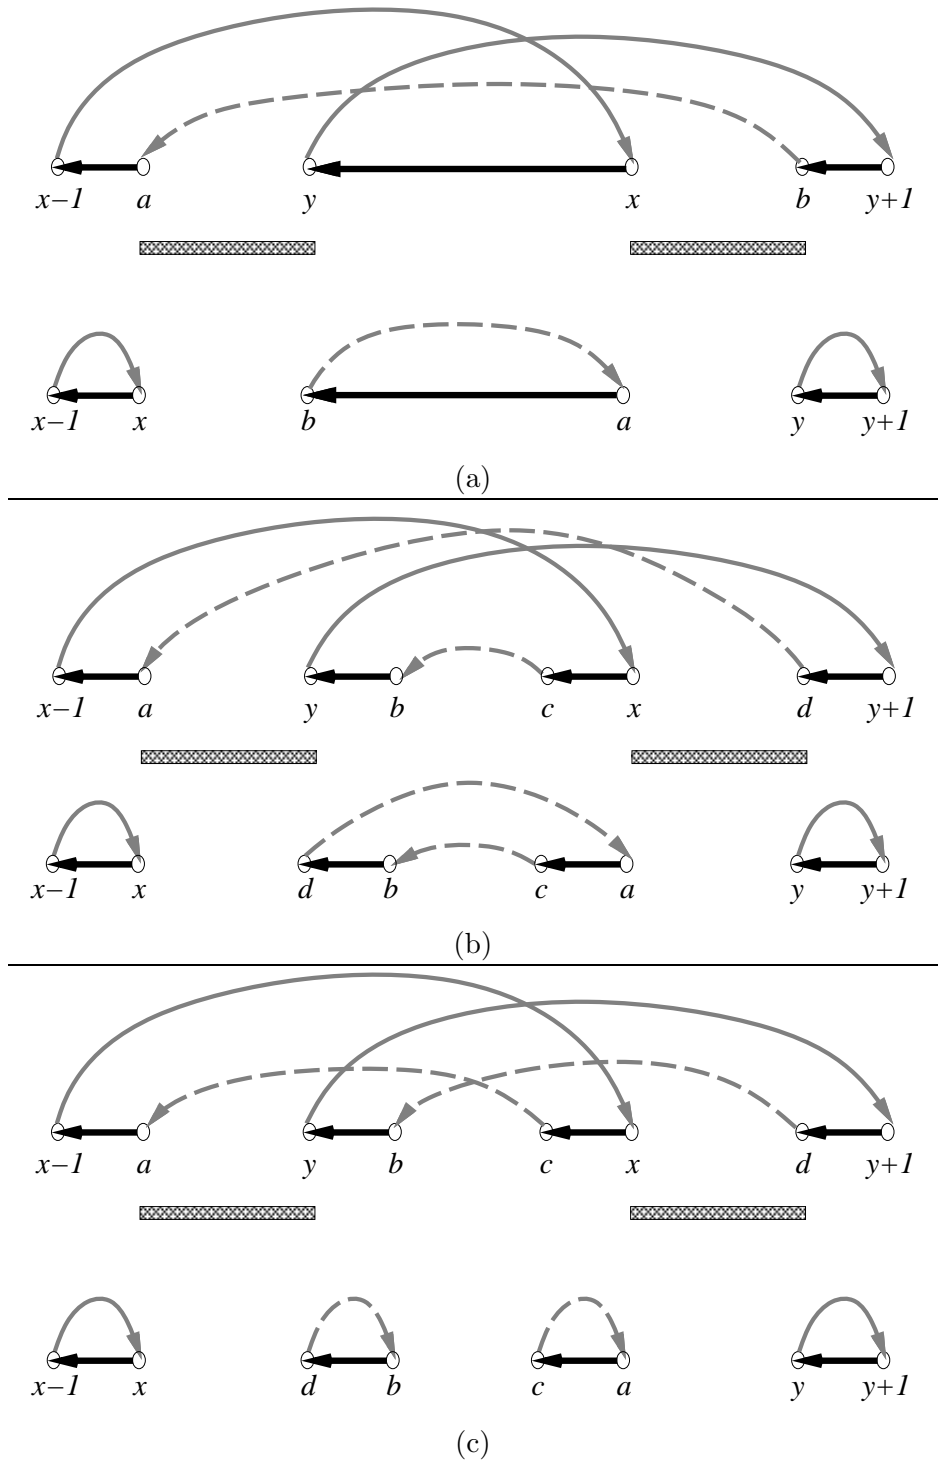 x−1 a y x b y+1
x−1 x b a y y+1
(a)
x−1 a y b c x d y+1
x−1 x d b c a y y+1
(b)
x−1 a y b c x d y+1
x−1 x d b c a y y+1
(c)